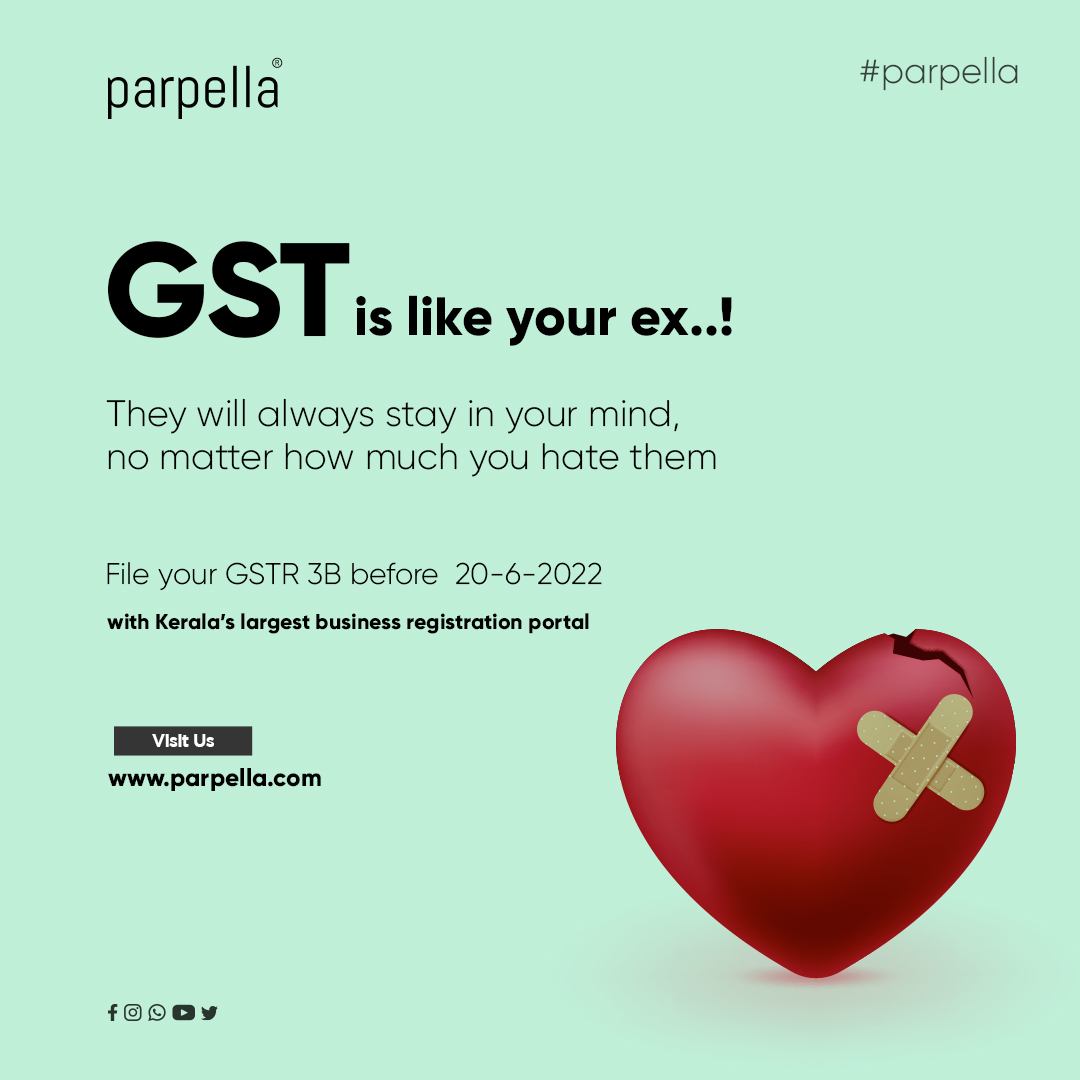 parpella®
#parpella
GST is like your ex..!
They will always stay in your mind,
no matter how much you hate them
File your GSTR 3B before 20-6-2022
with Kerala’s largest business registration portal
Visit Us
www.parpella.com